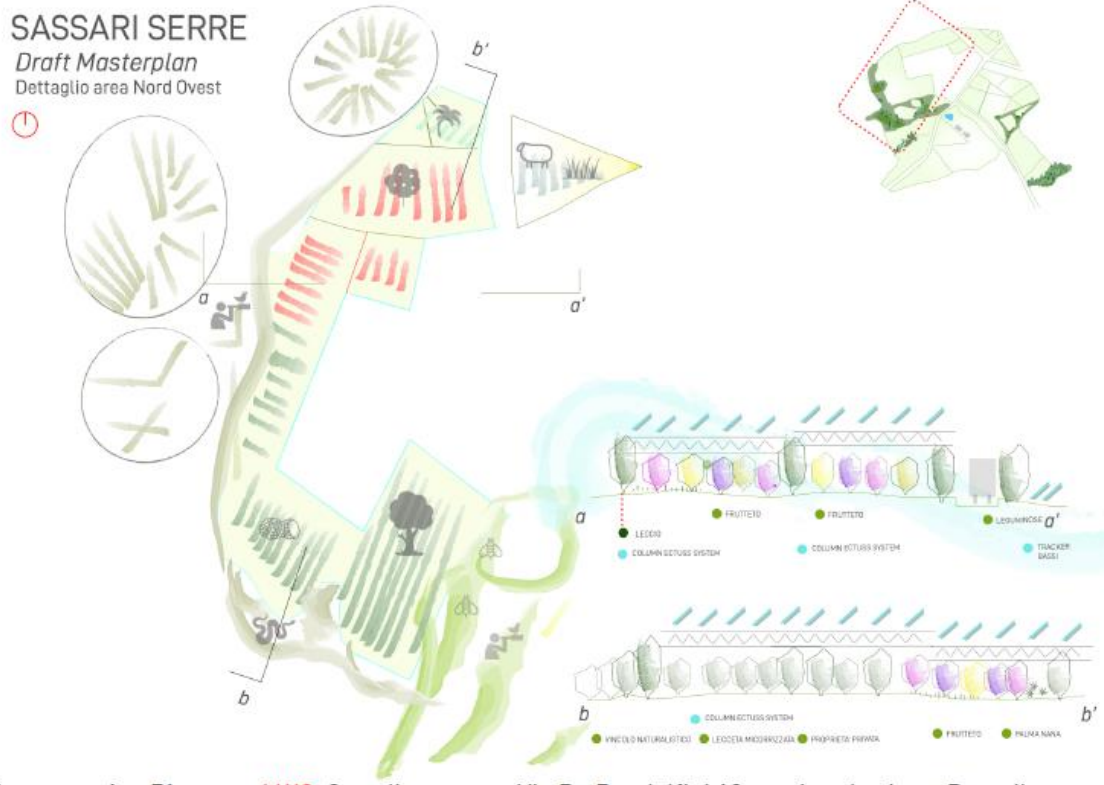 SASSARI SERRE
Draft Masterplan
Dettaglio area Nord Ovest
b'
a
a'
b
a
FRUTTETO
FRUTTETO
LEGUMINOSE
a'
LECCIO
COLUMN ECTUSS SYSTEM
COLUMN ECTUSS SYSTEM
TRACKER
BASSI
b
b'
COLUMN ECTUSS SYSTEM
VINCOLO NATURALISTICO
LECCETA MICORRIZZATA
PROPRIETA' PRIVATA
FRUTTETO
PALMA NANA